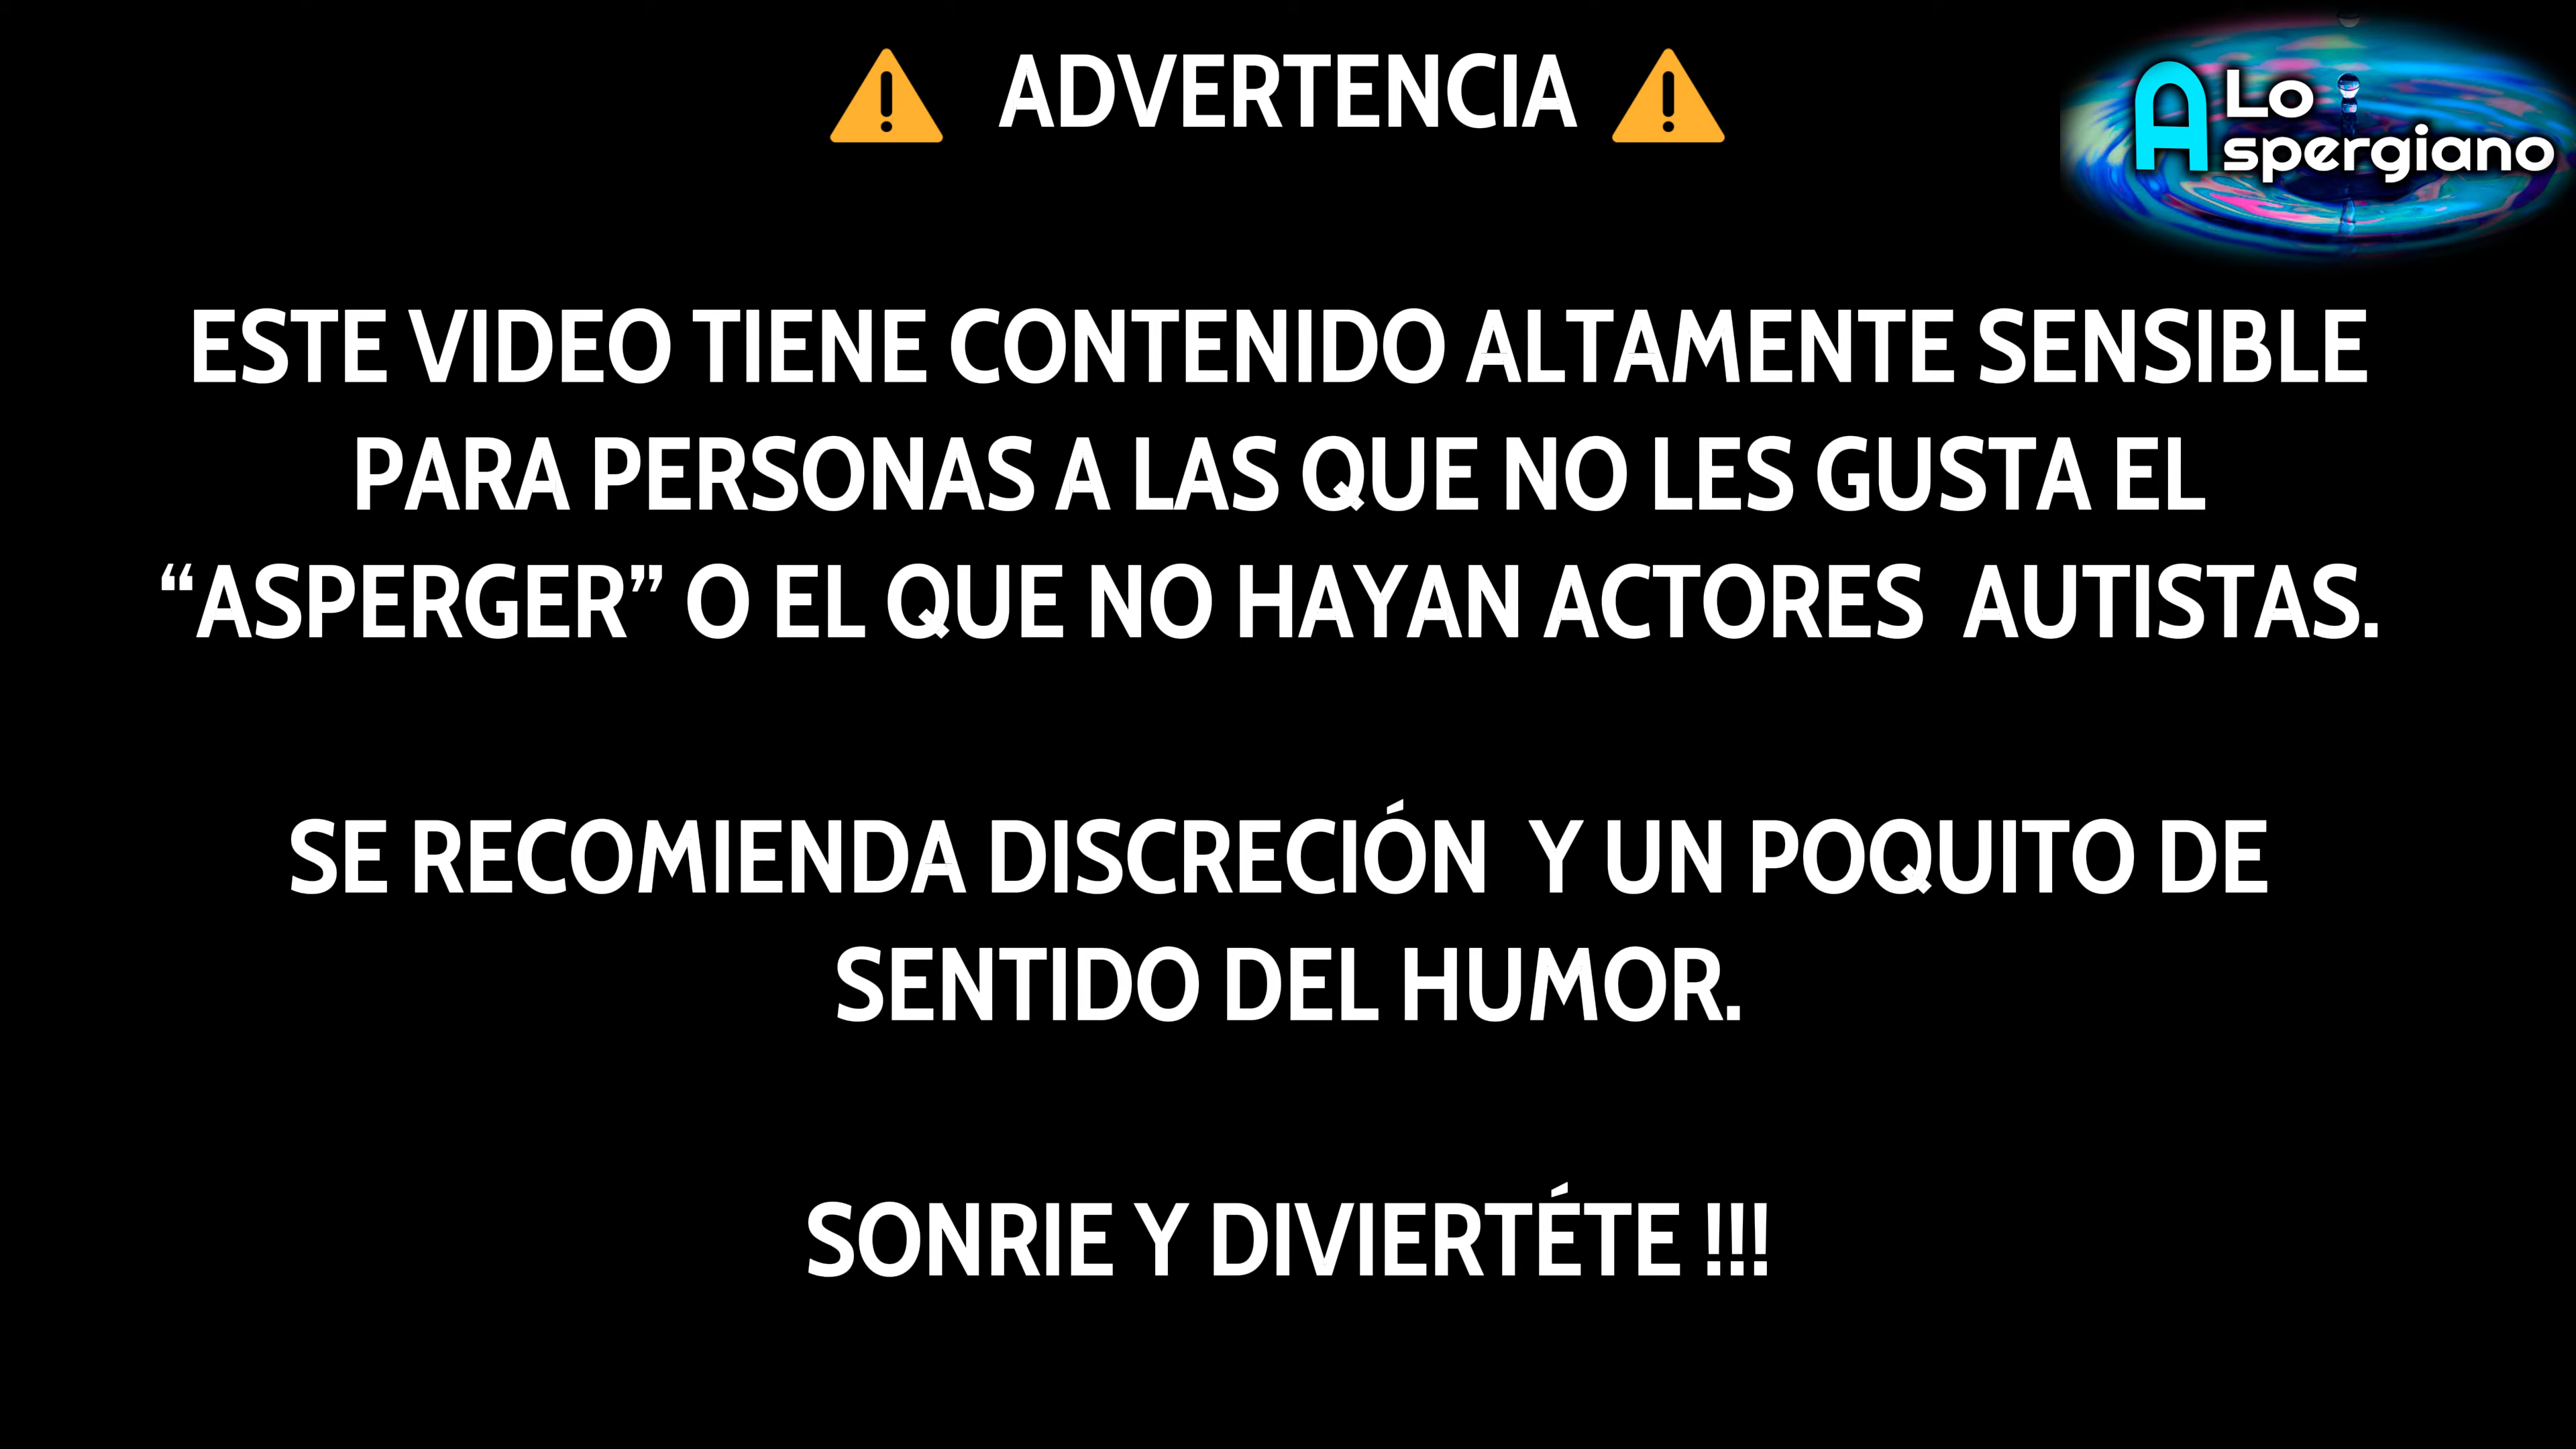 ⚠ ADVERTENCIA ⚠
A Lo
Aspergiano
ESTE VIDEO TIENE CONTENIDO ALTAMENTE SENSIBLE
PARA PERSONAS A LAS QUE NO LES GUSTA EL
“ASPERGER” O EL QUE NO HAYAN ACTORES AUTISTAS.
SE RECOMIENDA DISCRECIÓN Y UN POQUITO DE
SENTIDO DEL HUMOR.
SONRIE Y DIVIERTÉTE !!!